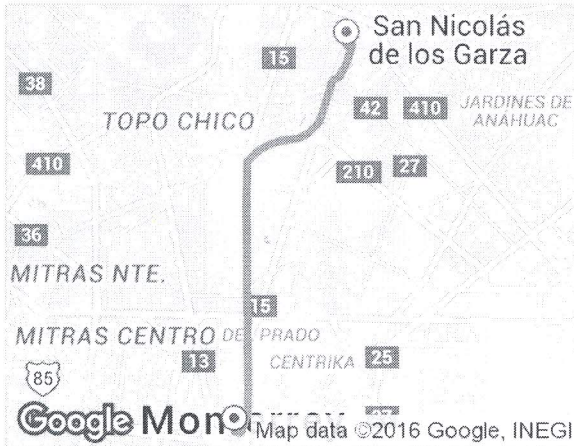 San Nicolás
de los Garza
15
38
42
410
JARDINES DE
ANAHUAC
TOPO CHICO
410
210
27
36
MITRAS NTE.
15
MITRAS CENTRO
DEL PRADO
13
CENTRIKA
25
85
Google
Map data ©2016 Google, INEGI